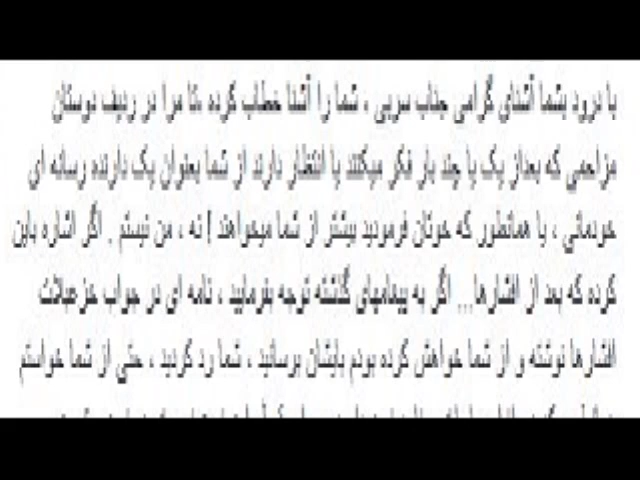 با درود بشما آشنای گرامی جناب سربی ، شما را آشنا خطاب کرده ،تا مرا در ردیف دوستان
مزاحمی که بعداز یک یا چند بار فکر میکنند یا انتظار دارند از شما بعنوان یک دارنده رسانه ای
خودمانی ، یا همانطور که خودتان فرمودید بیشتر از شما میخواهند ] نه ، من نیستم . اگر اشاره باین
کرده که بعد از افشارها... اگر به پیغامهای گذشته توجه بفرمایید ، نامه ای در جواب خزعبلات
افشارها نوشته و از شما خواهش کرده بودم بایشان برسانید ، شما رد کردید ، حتی از شما خواستم